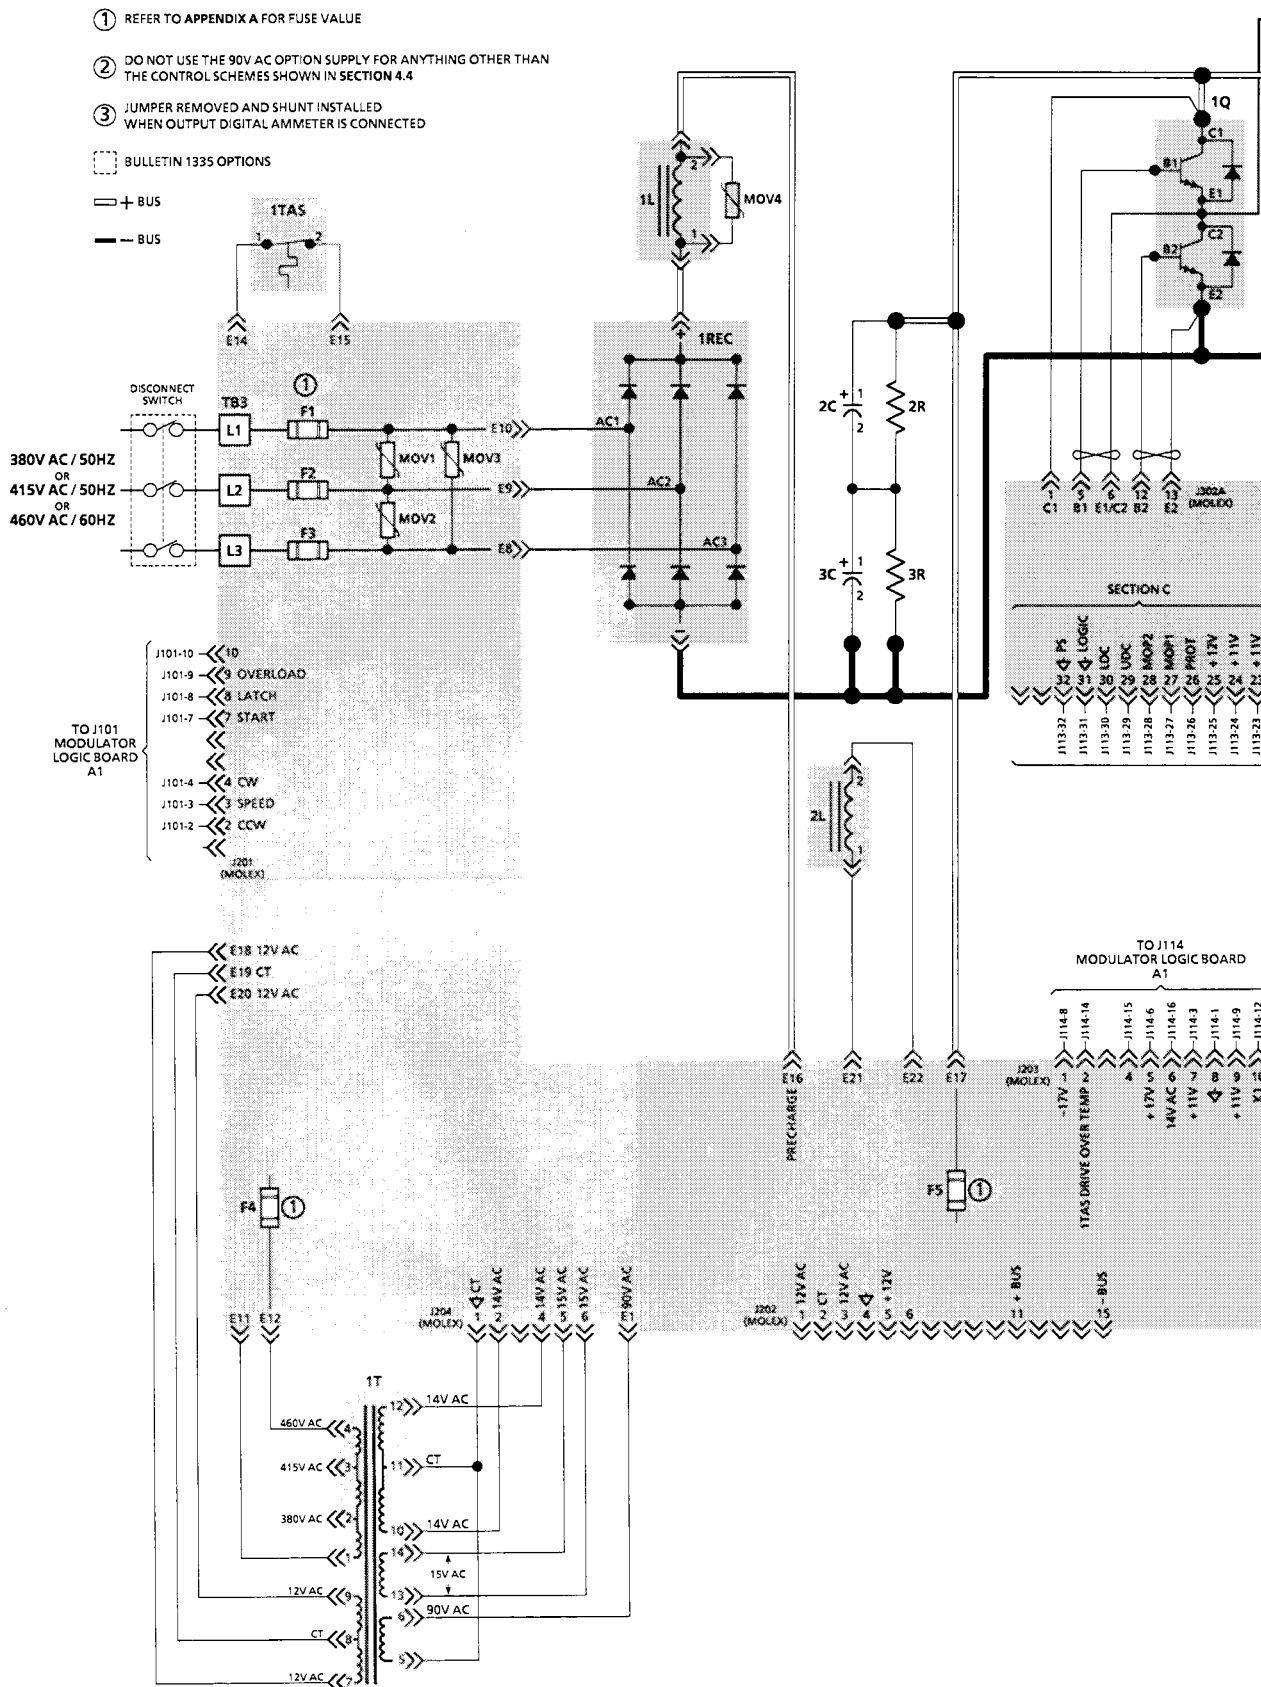 1 REFER TO APPENDIX A FOR FUSE VALUE
2 DO NOT USE THE 90V AC OPTION SUPPLY FOR ANYTHING OTHER THAN
THE CONTROL SCHEMES SHOWN IN SECTION 4.4
3 JUMPER REMOVED AND SHUNT INSTALLED
WHEN OUTPUT DIGITAL AMMETER IS CONNECTED
BULLETIN 1335 OPTIONS
+ BUS
– BUS
1TAS
1 2
E14 E15
1L
2
1
MOV4
1Q
C1
B1
E1
C2
B2
E2
+
1REC
DISCONNECT
SWITCH
TB3
1
380V AC / 50HZ
OR
415V AC / 50HZ
OR
460V AC / 60HZ
L1 F1 E10 AC1
MOV1 MOV3
L2 F2 E9 AC2
MOV2
L3 F3 E8 AC3
–
2C + 1 2 2R
3C + 1 2 3R
1 5 6 12 13
C1 B1 E1/C2 B2 E2
J302A
(MOLEX)
SECTION C
32 PS
31 LOGIC
30 LOC
29 VDC
28 MOP2
27 MOP1
26 PROT
25 +12V
24 +11V
23 +11V
J113-32
J113-31
J113-30
J113-29
J113-28
J113-27
J113-26
J113-25
J113-24
J113-23
TO J101
MODULATOR
LOGIC BOARD
A1
J101-10 10
J101-9 9 OVERLOAD
J101-8 8 LATCH
J101-7 7 START
J101-4 4 CW
J101-3 3 SPEED
J101-2 2 CCW
J201
(MOLEX)
2L
2
1
E18 12V AC
E19 CT
E20 12V AC
TO J114
MODULATOR LOGIC BOARD
A1
J114-8
J114-14
J114-15
J114-6
J114-16
J114-3
J114-1
J114-9
J114-12
E16 E21 E22 E17
PRECHARGE
J203
(MOLEX)
1 -17V
2 1TAS DRIVE OVER TEMP
4
5 +17V
6 14V AC
7 +11V
8
9 +11V
10 K1
F4 1
F5 1
E11 E12
J204
(MOLEX)
1 CT
2 14V AC
4 14V AC
5 15V AC
6 15V AC
E1 90V AC
J202
(MOLEX)
1 12V AC
2 CT
3 12V AC
4
5 +12V
6
11 + BUS
15 – BUS
1T
460V AC 4
415V AC 3
380V AC 2
1
12V AC 9
CT 8
12V AC 7
12 14V AC
11 CT
10 14V AC
14
15V AC
13
6 90V AC
5